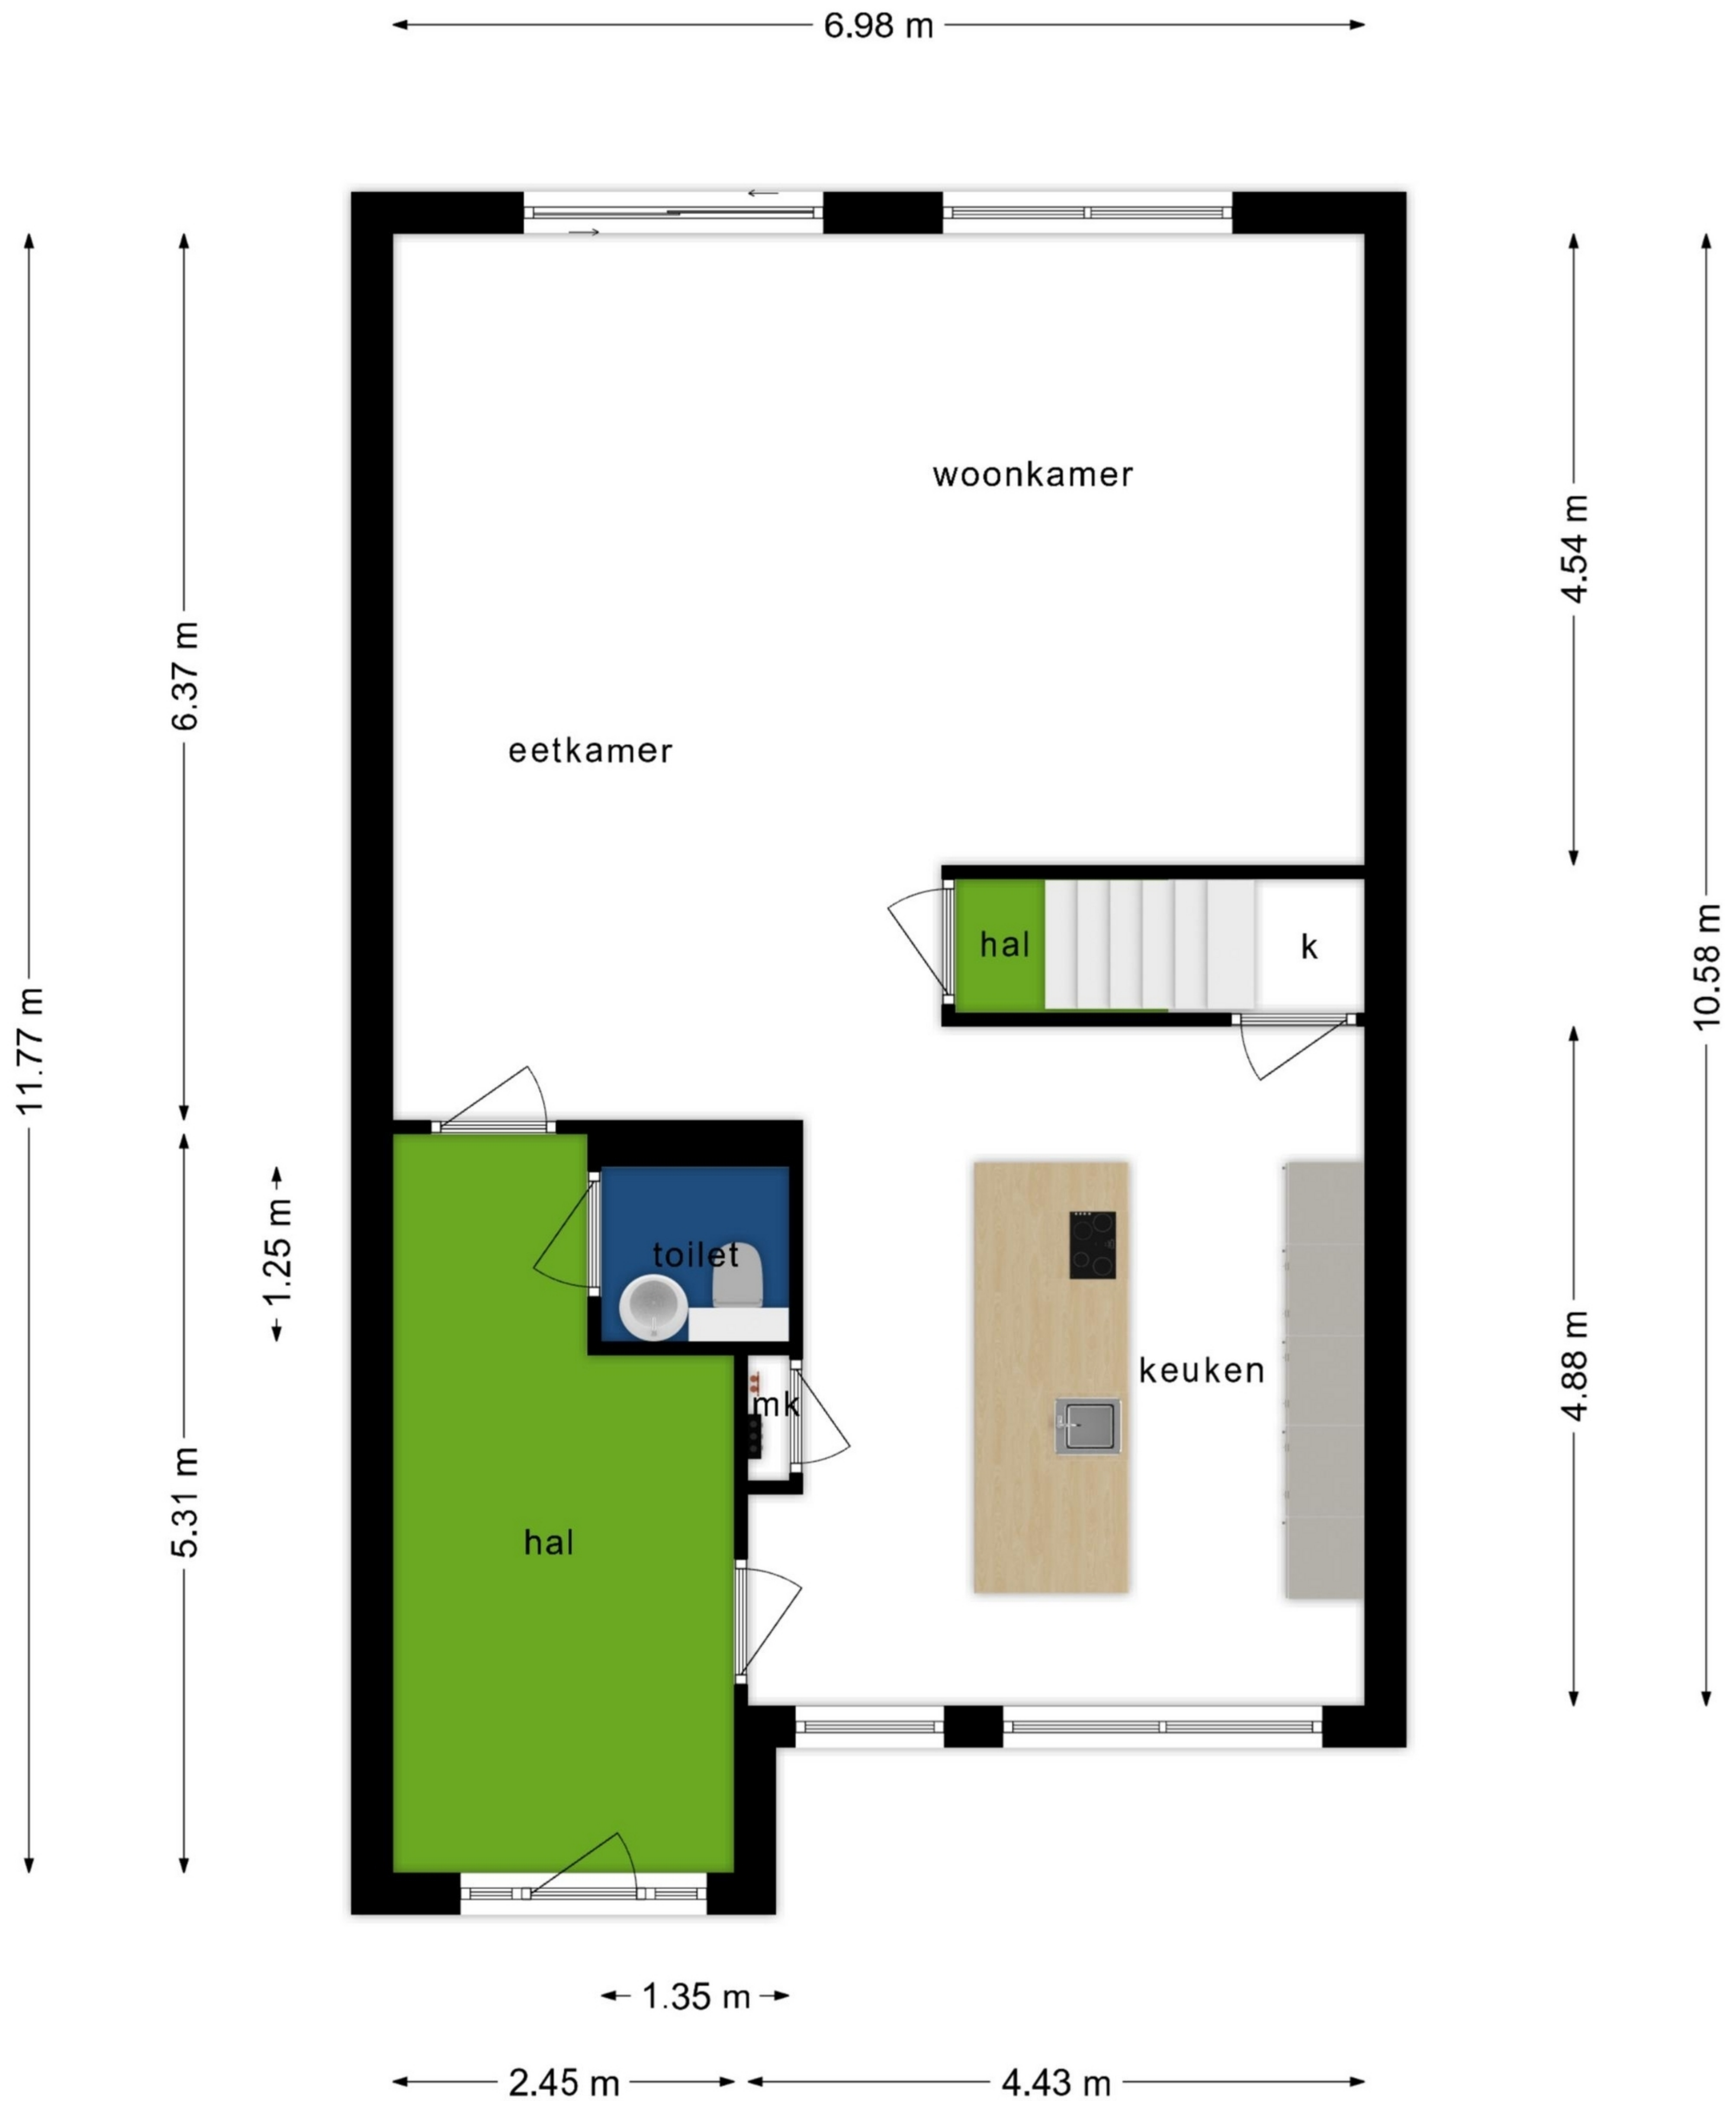 6.98 m
woonkamer
4.54 m
6.37 m
eetkamer
hal
k
10.58 m
11.77 m
1.25 m
toilet
keuken
4.88 m
mk
5.31 m
hal
1.35 m
2.45 m
4.43 m